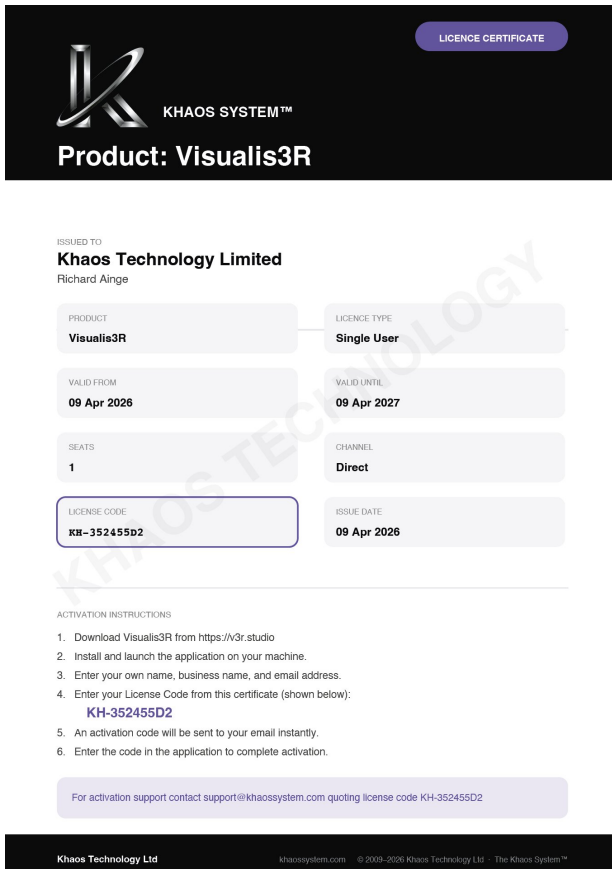 LICENCE CERTIFICATE
KHAOS SYSTEM™
Product: Visualis3R
ISSUED TO
Khaos Technology Limited
Richard Ainge
PRODUCT
Visualis3R
LICENCE TYPE
Single User
VALID FROM
09 Apr 2026
VALID UNTIL
09 Apr 2027
SEATS
1
CHANNEL
Direct
LICENSE CODE
KH-352455D2
ISSUE DATE
09 Apr 2026
KHAOS TECHNOLOGY
ACTIVATION INSTRUCTIONS
1. Download Visualis3R from https://v3r.studio
2. Install and launch the application on your machine.
3. Enter your own name, business name, and email address.
4. Enter your License Code from this certificate (shown below):
KH-352455D2
5. An activation code will be sent to your email instantly.
6. Enter the code in the application to complete activation.
For activation support contact support@khaossystem.com quoting license code KH-352455D2
Khaos Technology Ltd
khaossystem.com © 2009–2026 Khaos Technology Ltd · The Khaos System™